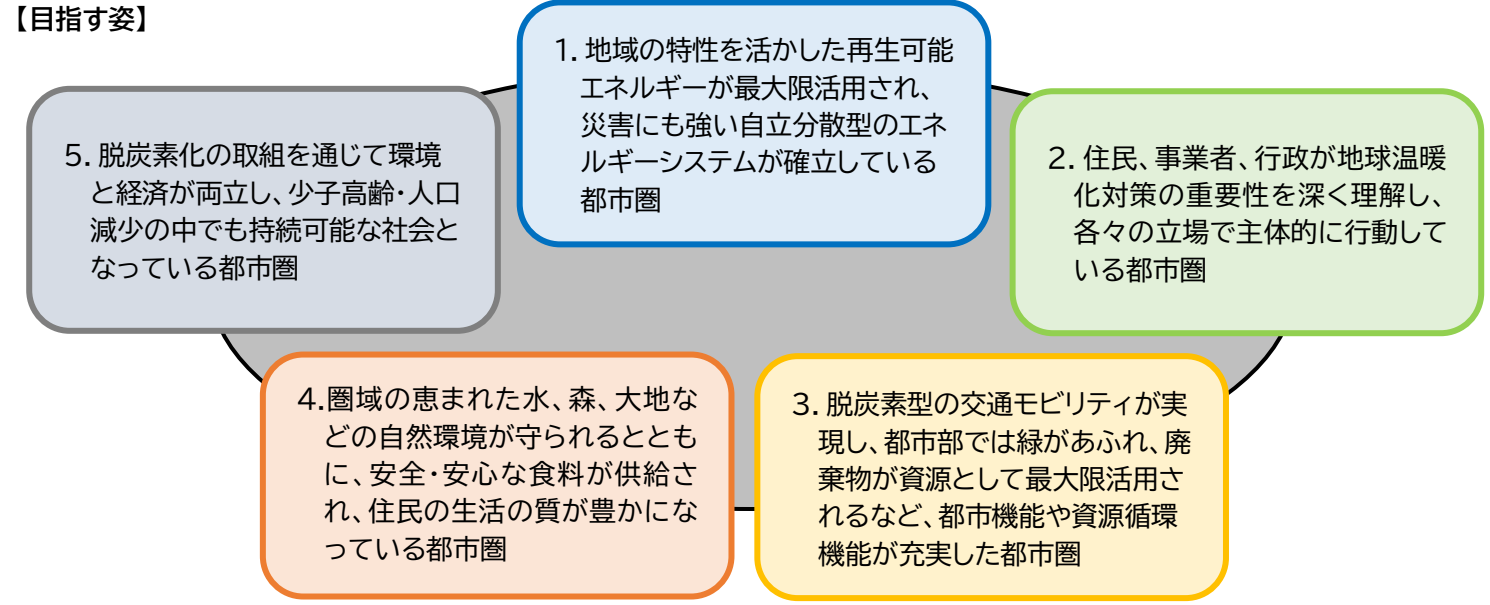 【目指す姿】
1. 地域の特性を活かした再生可能
エネルギーが最大限活用され、
災害にも強い自立分散型のエネ
ルギーシステムが確立している
都市圏
2. 住民、事業者、行政が地球温暖
化対策の重要性を深く理解し、
各々の立場で主体的に行動して
いる都市圏
3. 脱炭素型の交通モビリティが実
現し、都市部では緑があふれ、廃
棄物が資源として最大限活用さ
れるなど、都市機能や資源循環
機能が充実した都市圏
4.圏域の恵まれた水、森、大地な
どの自然環境が守られるととも
に、安全・安心な食料が供給さ
れ、住民の生活の質が豊かにな
っている都市圏
5. 脱炭素化の取組を通じて環境
と経済が両立し、少子高齢・人口
減少の中でも持続可能な社会と
なっている都市圏